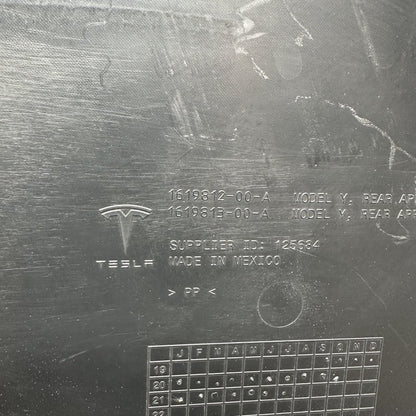 1619812-00-A MODEL Y, REAR
1619813-00-A MODEL Y, REAR
SUPPLIER ID: 125684
TESLA MADE IN MEXICO
> PP <
J F M A M J J A S O N D
19
20
21
22